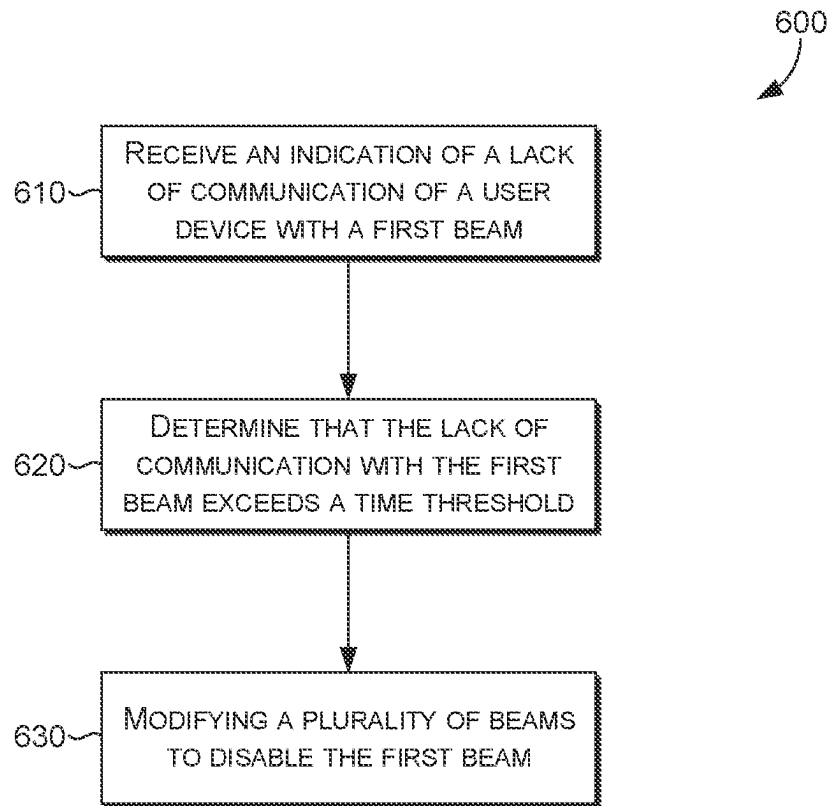 600
610
RECEIVE AN INDICATION OF A LACK
OF COMMUNICATION OF A USER
DEVICE WITH A FIRST BEAM
620
DETERMINE THAT THE LACK OF
COMMUNICATION WITH THE FIRST
BEAM EXCEEDS A TIME THRESHOLD
630
MODIFYING A PLURALITY OF BEAMS
TO DISABLE THE FIRST BEAM